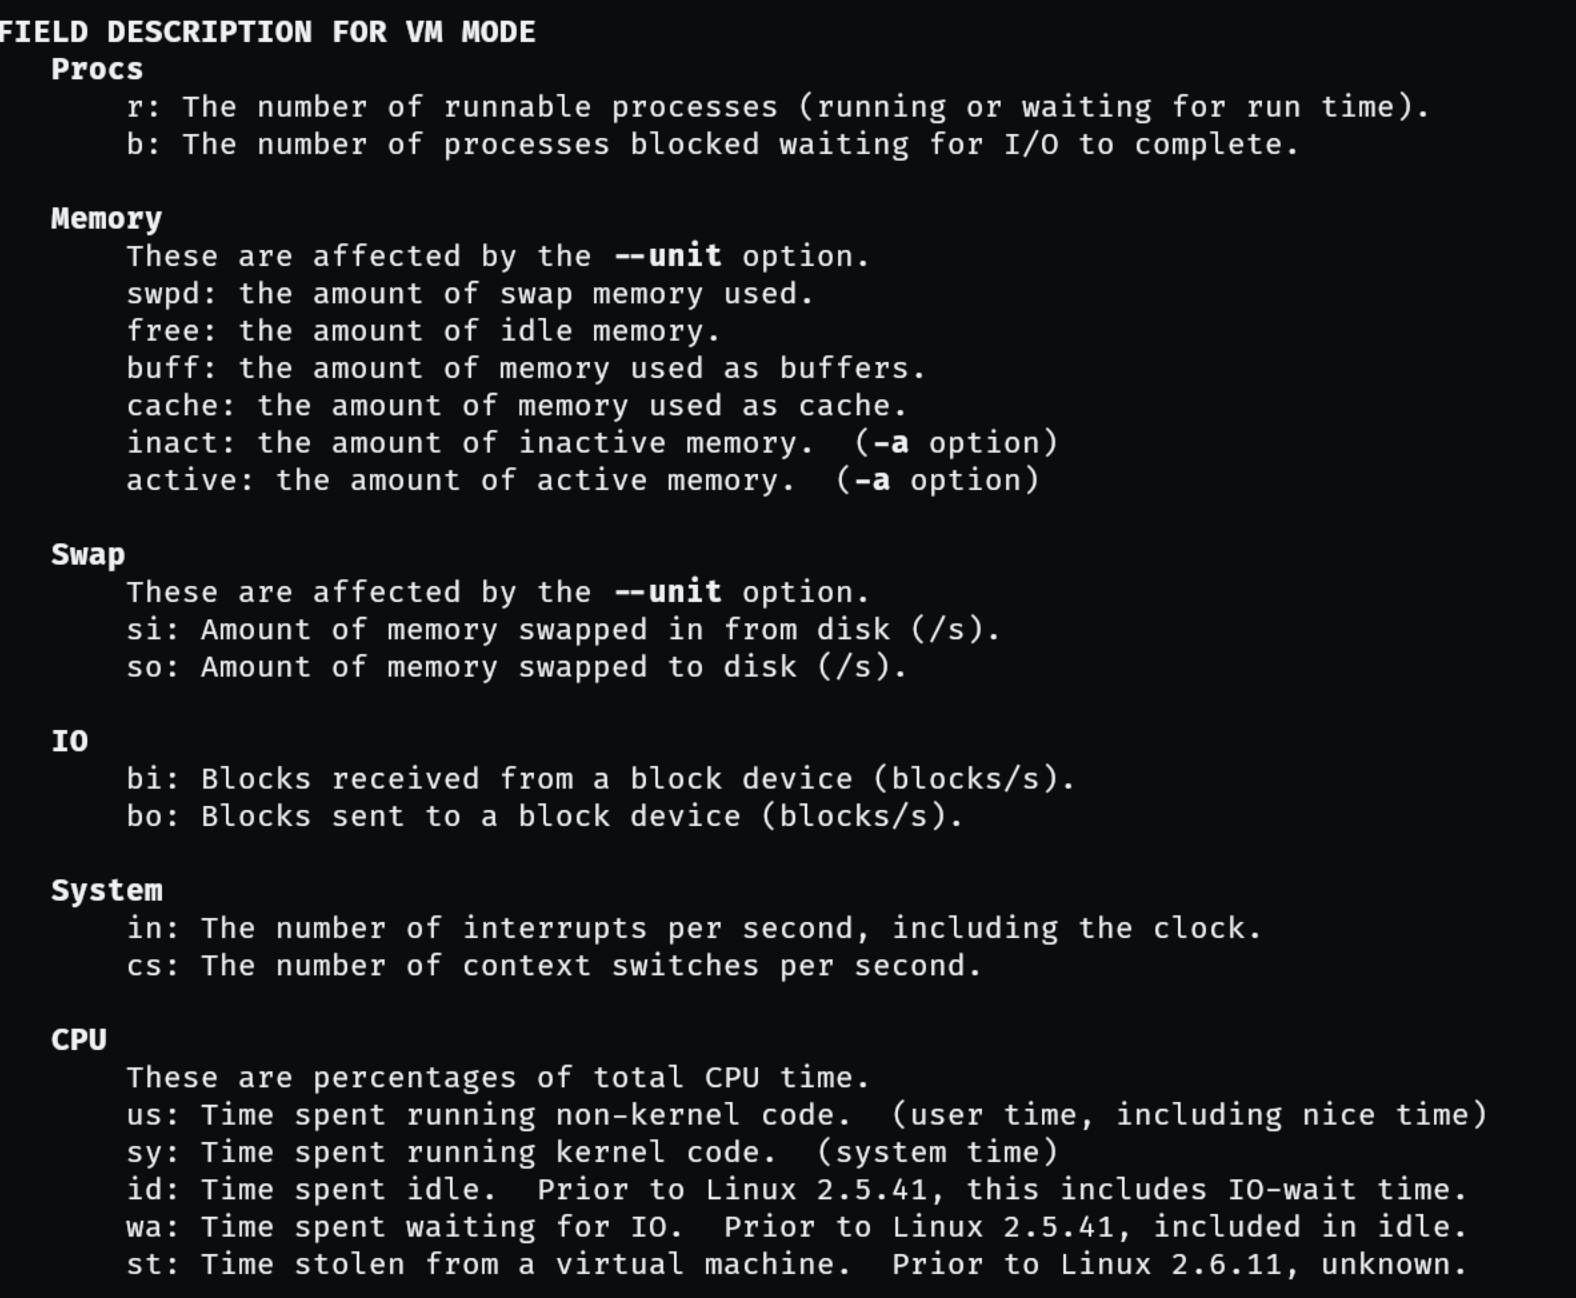 FIELD DESCRIPTION FOR VM MODE
Procs
r: The number of runnable processes (running or waiting for run time).
b: The number of processes blocked waiting for I/O to complete.
Memory
These are affected by the --unit option.
swpd: the amount of swap memory used.
free: the amount of idle memory.
buff: the amount of memory used as buffers.
cache: the amount of memory used as cache.
inact: the amount of inactive memory.  (-a option)
active: the amount of active memory.  (-a option)
Swap
These are affected by the --unit option.
si: Amount of memory swapped in from disk (/s).
so: Amount of memory swapped to disk (/s).
IO
bi: Blocks received from a block device (blocks/s).
bo: Blocks sent to a block device (blocks/s).
System
in: The number of interrupts per second, including the clock.
cs: The number of context switches per second.
CPU
These are percentages of total CPU time.
us: Time spent running non-kernel code.  (user time, including nice time)
sy: Time spent running kernel code.  (system time)
id: Time spent idle.  Prior to Linux 2.5.41, this includes IO-wait time.
wa: Time spent waiting for IO.  Prior to Linux 2.5.41, included in idle.
st: Time stolen from a virtual machine.  Prior to Linux 2.6.11, unknown.